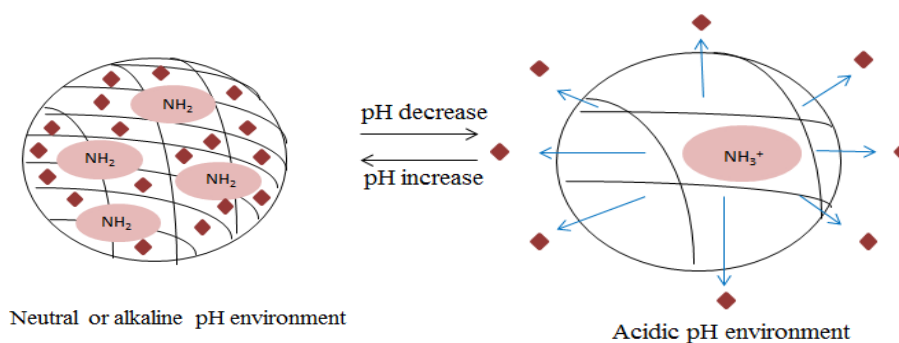 NH₂
NH₂
NH₂
NH₂
pH decrease
pH increase
NH₃⁺
Neutral or alkaline pH environment
Acidic pH environment